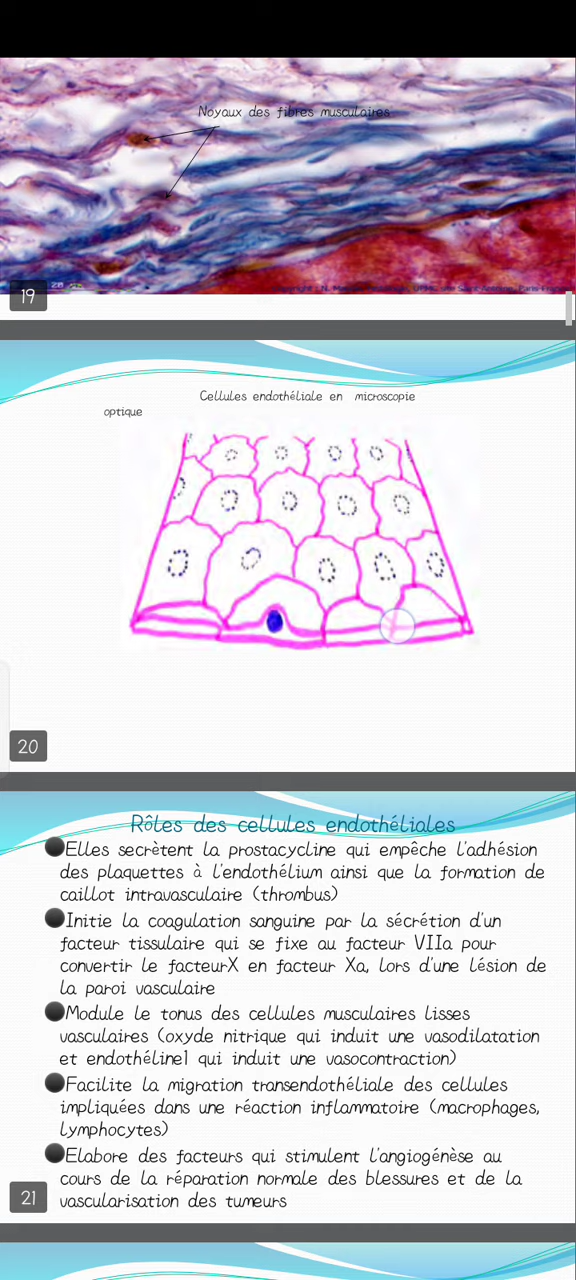 Noyaux des fibres musculaires
19
Cellules endothéliale en microscopie
optique
20
Rôles des cellules endothéliales
Elles secrètent la prostacycline qui empêche l'adhésion
des plaquettes à l'endothélium ainsi que la formation de
caillot intravasculaire (thrombus)
Initie la coagulation sanguine par la sécrétion d'un
facteur tissulaire qui se fixe au facteur VIIa pour
convertir le facteurX en facteur Xa, lors d'une lésion de
la paroi vasculaire
Module le tonus des cellules musculaires lisses
vasculaires (oxyde nitrique qui induit une vasodilatation
et endothéline1 qui induit une vasocontraction)
Facilite la migration transendothéliale des cellules
impliquées dans une réaction inflammatoire (macrophages,
lymphocytes)
Elabore des facteurs qui stimulent l'angiogénèse au
cours de la réparation normale des blessures et de la
vascularisation des tumeurs
21